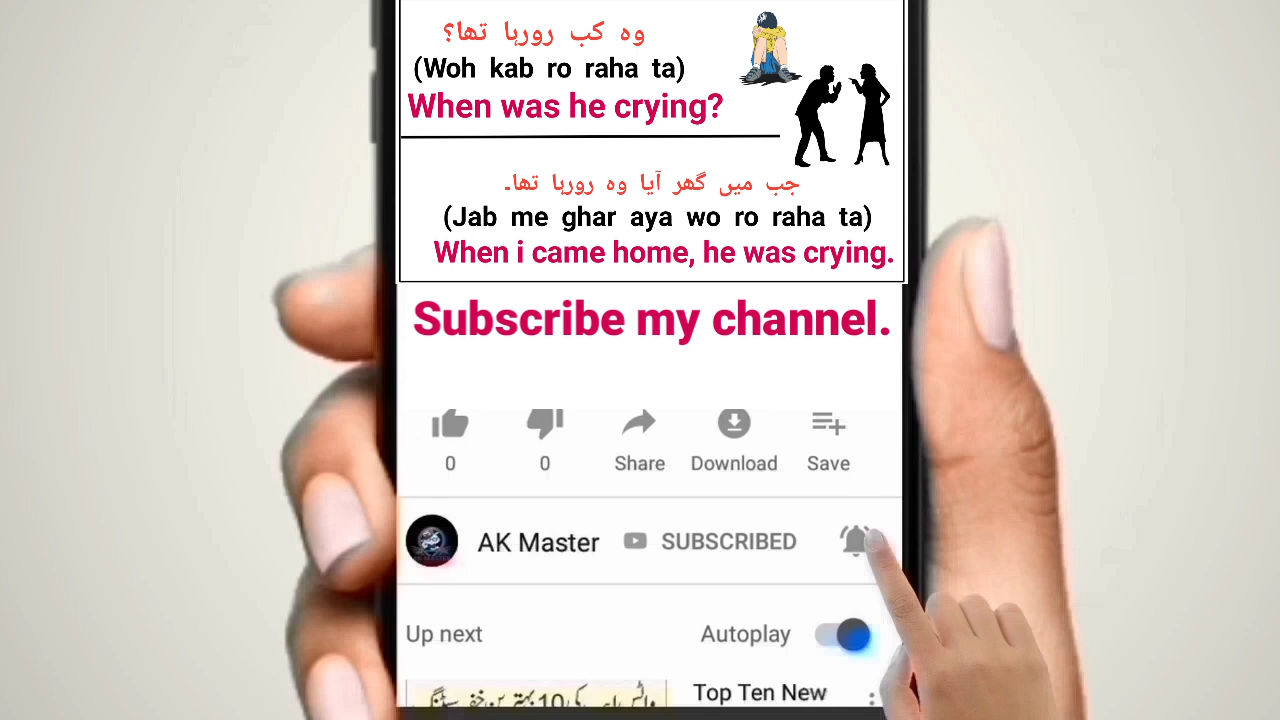 وہ کب رورہا تھا؟
(Woh kab ro raha ta)
When was he crying?
جب میں گھر آیا وہ رورہا تھا۔
(Jab me ghar aya wo ro raha ta)
When i came home, he was crying.
Subscribe my channel.
0 0 Share Download Save
AK Master SUBSCRIBED
Up next Autoplay
Top Ten New